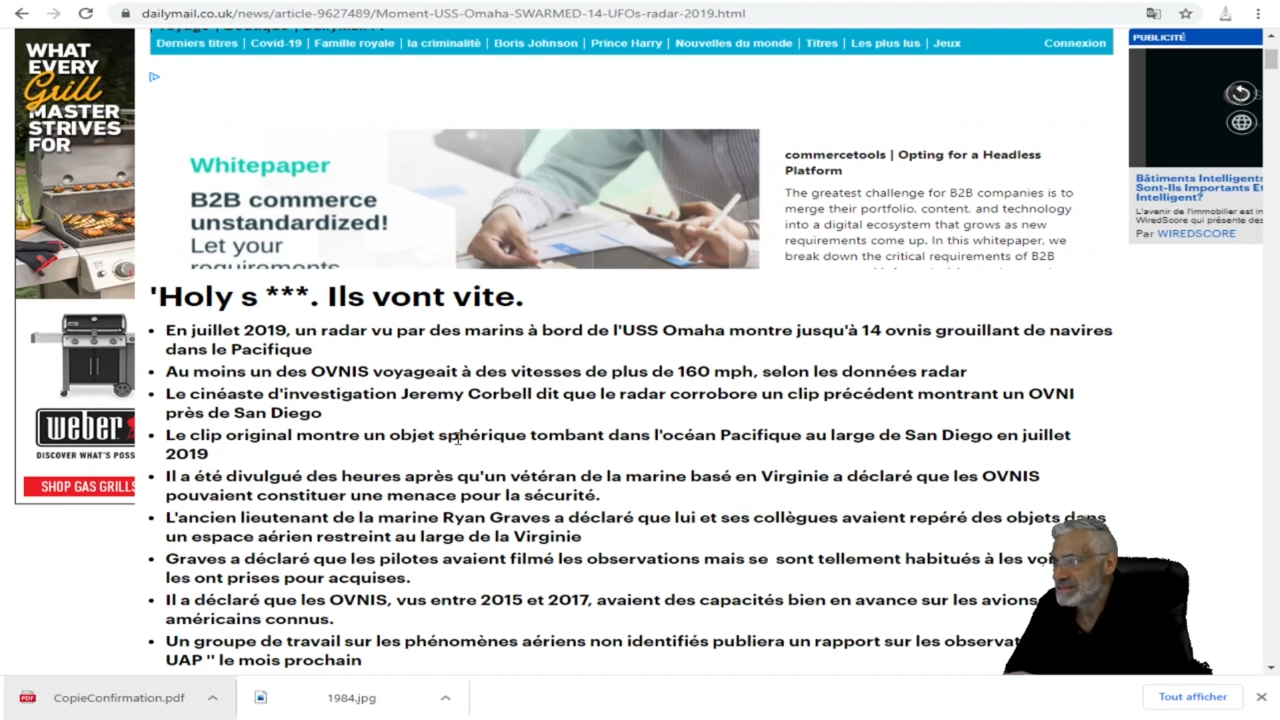 dailymail.co.uk/news/article-9627489/Moment-USS-Omaha-SWARMED-14-UFOs-radar-2019.html
Derniers titres | Covid-19 | Famille royale | la criminalité | Boris Johnson | Prince Harry | Nouvelles du monde | Titres | Les plus lus | Jeux Connexion
WHAT
EVERY
Grill
MASTER
STRIVES
FOR
weber
DISCOVER WHAT'S
SHOP GAS GRILLS
Whitepaper
B2B commerce
unstandardized!
Let your
requirements
commercetools | Opting for a Headless
Platform
The greatest challenge for B2B companies is to
merge their portfolio, content, and technology
into a digital ecosystem that grows as new
requirements come up. In this whitepaper, we
break down the critical requirements of B2B
PUBLICITÉ
Bâtiments Intelligents
Sont-Ils Importants Et
Intelligent?
L'avenir de l'immobilier est
WiredScore qui présente
Par WIREDSCORE
'Holy s ***. Ils vont vite.
• En juillet 2019, un radar vu par des marins à bord de l'USS Omaha montre jusqu'à 14 ovnis grouillant de navires
dans le Pacifique
• Au moins un des OVNIS voyageait à des vitesses de plus de 160 mph, selon les données radar
• Le cinéaste d'investigation Jeremy Corbell dit que le radar corrobore un clip précédent montrant un OVNI
près de San Diego
• Le clip original montre un objet sphérique tombant dans l'océan Pacifique au large de San Diego en juillet
2019
• Il a été divulgué des heures après qu'un vétéran de la marine basé en Virginie a déclaré que les OVNIS
pouvaient constituer une menace pour la sécurité.
• L'ancien lieutenant de la marine Ryan Graves a déclaré que lui et ses collègues avaient repéré des objets dans
un espace aérien restreint au large de la Virginie
• Graves a déclaré que les pilotes avaient filmé les observations mais se sont tellement habitués à les
les ont prises pour acquises.
• Il a déclaré que les OVNIS, vus entre 2015 et 2017, avaient des capacités bien en avance sur les avions
américains connus.
• Un groupe de travail sur les phénomènes aériens non identifiés publiera un rapport sur les
UAP '' le mois prochain
PDF CopieConfirmation.pdf 1984.jpg Tout afficher